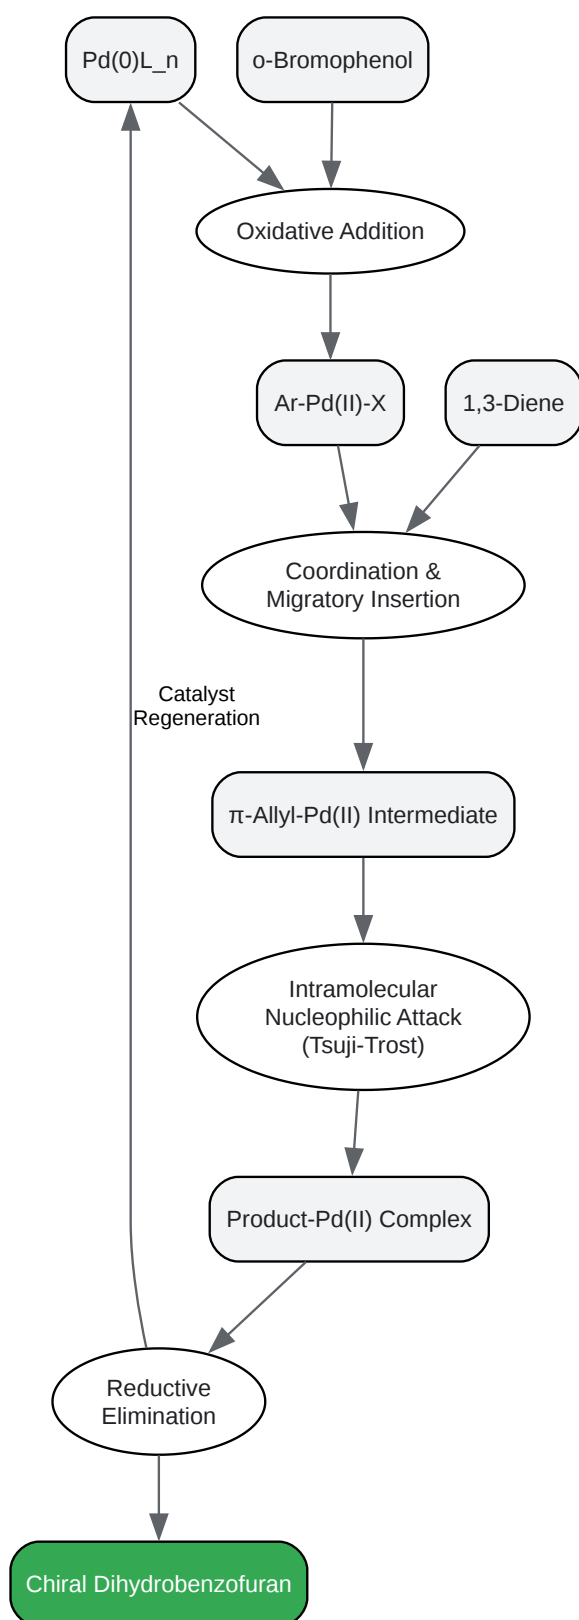 Pd(0)L_n
o-Bromophenol
Oxidative Addition
Ar-Pd(II)-X
1,3-Diene
Coordination &
Migratory Insertion
Catalyst
Regeneration
π-Allyl-Pd(II) Intermediate
Intramolecular
Nucleophilic Attack
(Tsuji-Trost)
Product-Pd(II) Complex
Reductive
Elimination
Chiral Dihydrobenzofuran